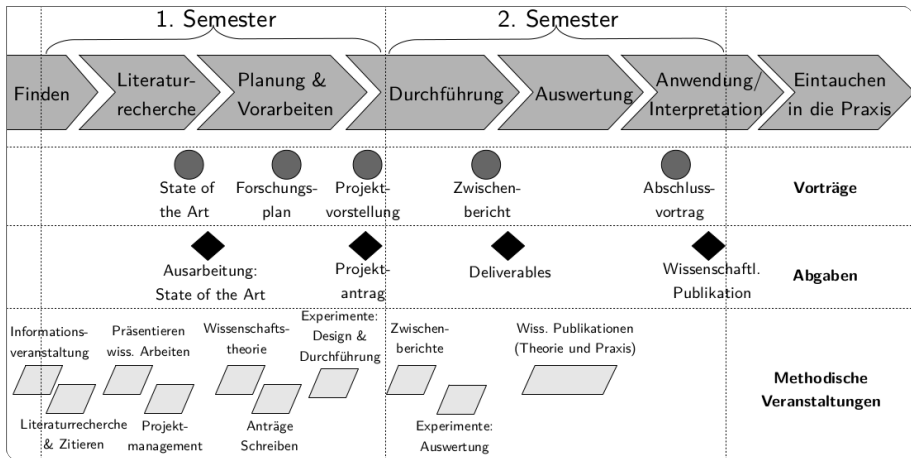 1. Semester
2. Semester
Finden
Literatur-
recherche
Planung &
Vorarbeiten
Durchführung
Auswertung
Anwendung/
Interpretation
Eintauchen
in die Praxis
State of
the Art
Forschungs-
plan
Projekt-
vorstellung
Zwischen-
bericht
Abschluss-
vortrag
Vorträge
Ausarbeitung:
State of the Art
Projekt-
antrag
Deliverables
Wissenschaftl.
Publikation
Abgaben
Informations-
veranstaltung
Präsentieren
wiss. Arbeiten
Wissenschafts-
theorie
Experimente:
Design &
Durchführung
Zwischen-
berichte
Wiss. Publikationen
(Theorie und Praxis)
Literaturrecherche
& Zitieren
Projekt-
management
Anträge
Schreiben
Experimente:
Auswertung
Methodische
Veranstaltungen